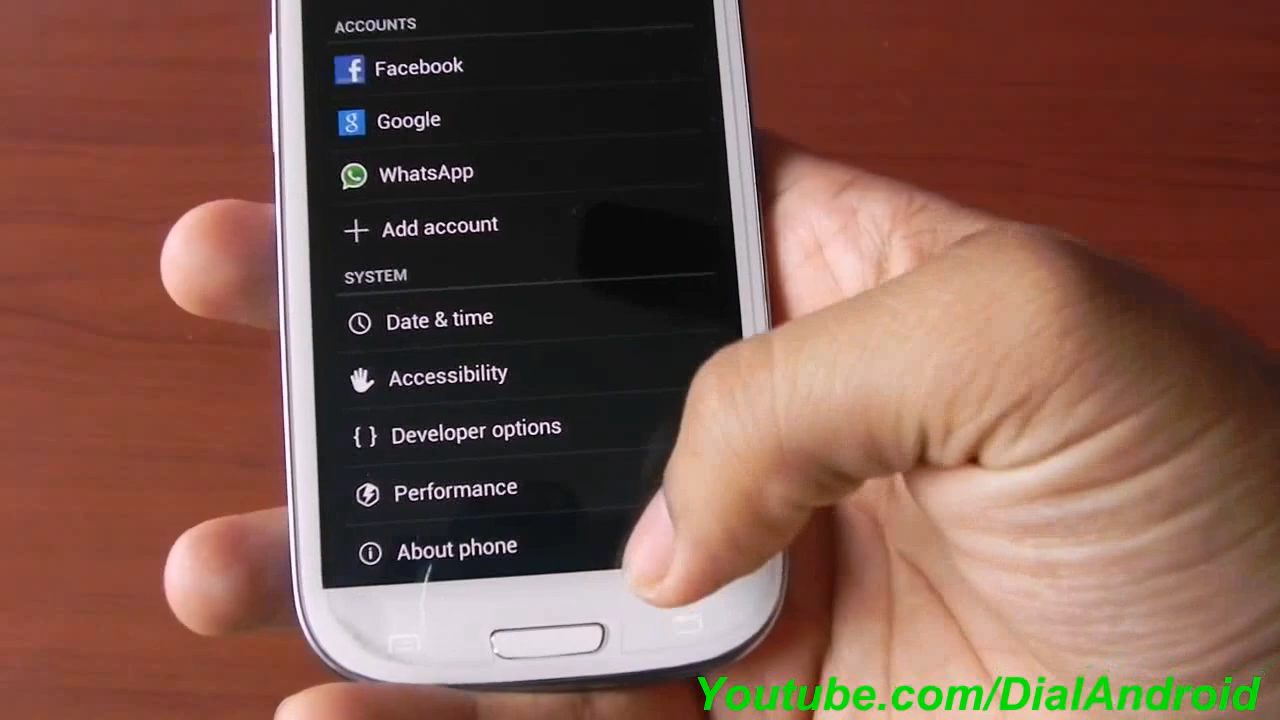 ACCOUNTS
Facebook
Google
WhatsApp
Add account
SYSTEM
Date & time
Accessibility
{ } Developer options
Performance
About phone
Youtube.com/DialAndroid